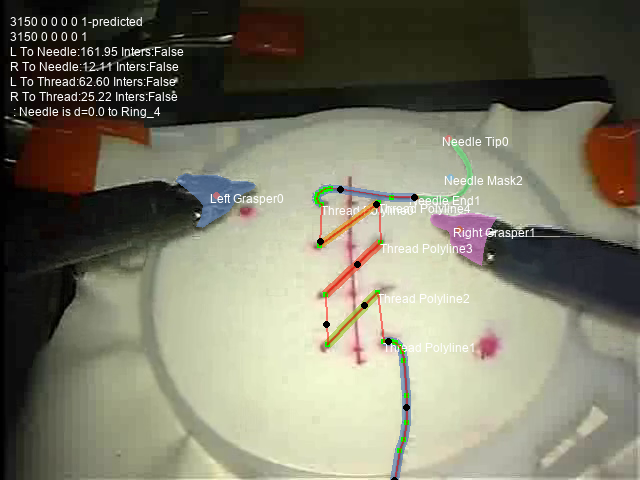 3150 0 0 0 0 1-predicted
3150 0 0 0 0 1
L To Needle:161.95 Inters:False
R To Needle:12.11 Inters:False
L To Thread:62.60 Inters:False
R To Thread:25.22 Inters:False
: Needle is d=0.0 to Ring_4
Needle Tip0
Needle Mask2
Left Grasper0
Needle End1
Thread Polyline4
Right Grasper1
Thread Polyline3
Thread Polyline2
Thread Polyline1